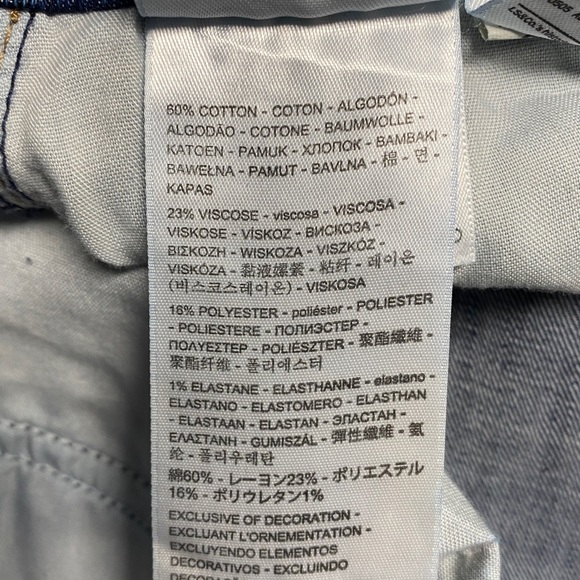 60% COTTON - COTON - ALGODÓN -
ALGODÃO - COTONE - BAUMWOLLE -
KATOEN - PAMUK - ХЛОПОК - BAMBAKI -
BAWEŁNA - PAMUT - BAVLNA - 棉 - 면 -
KAPAS
23% VISCOSE - viscosa - VISCOSA -
VISKOSE - VİSKOZ - ВИСКОЗА -
ΒΙΣΚΟΖΗ - WISKOZA - VISZKÓZ -
VISKÓZA - 黏液嫘縈 - 粘纤 - 레이온
(비스코스레이온) - VISKOSA
16% POLYESTER - poliéster - POLIESTER
- POLIESTERE - ПОЛИЭСТЕР -
ΠΟΛΥΕΣΤΕΡ - POLIÉSZTER - 聚酯纖維 -
聚酯纤维 - 폴리에스터
1% ELASTANE - ELASTHANNE - elastano -
ELASTANO - ELASTOMERO - ELASTHAN
- ELASTAAN - ELASTAN - ЭЛАСТАН -
ΕΛΑΣΤΑΝΗ - GUMISZÁL - 彈性纖維 - 氨
纶 - 폴리우레탄
綿60% - レーヨン23% - ポリエステル
16% - ポリウレタン1%
EXCLUSIVE OF DECORATION -
EXCLUANT L'ORNEMENTATION -
EXCLUYENDO ELEMENTOS
DECORATIVOS - EXCLUINDO